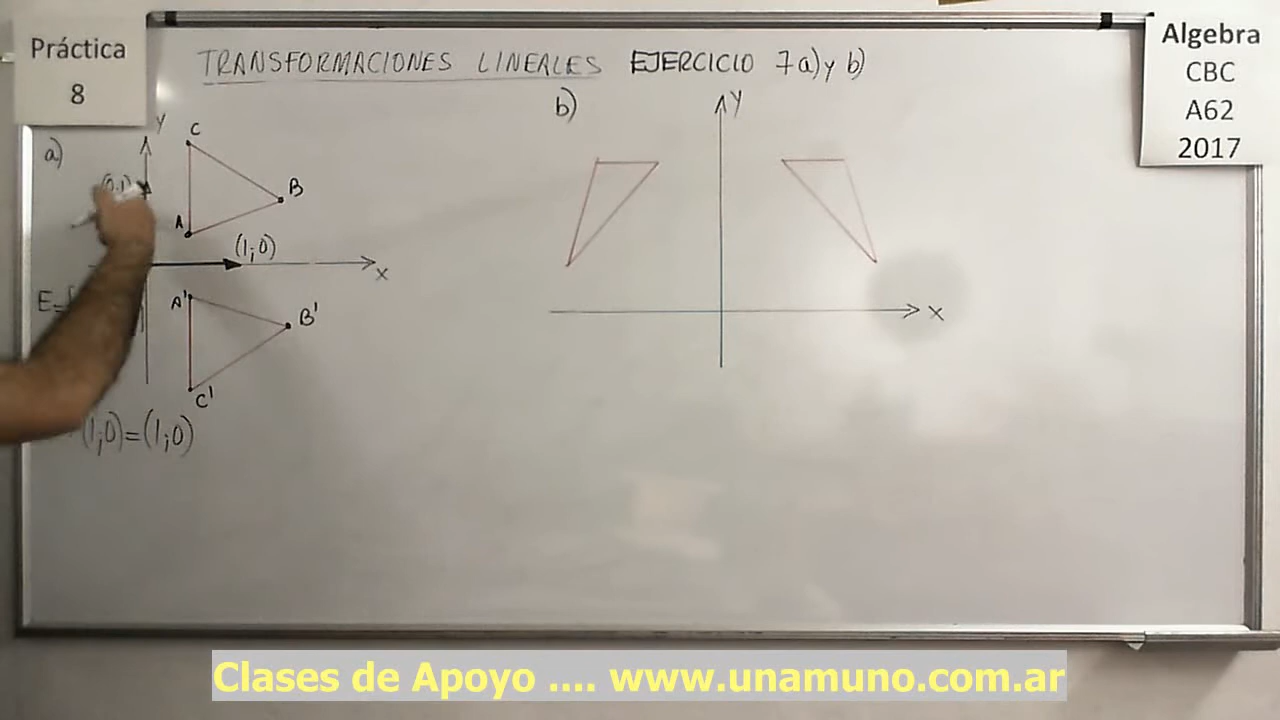 Práctica
8
TRANSFORMACIONES LINEALES EJERCICIO 7a) y b)
Algebra
CBC
A62
2017
a)
Y
C
B
A
(1;0)
X
E=
A'
B'
C'
(1;0)=(1;0)
b)
Y
X
Clases de Apoyo .... www.unamuno.com.ar